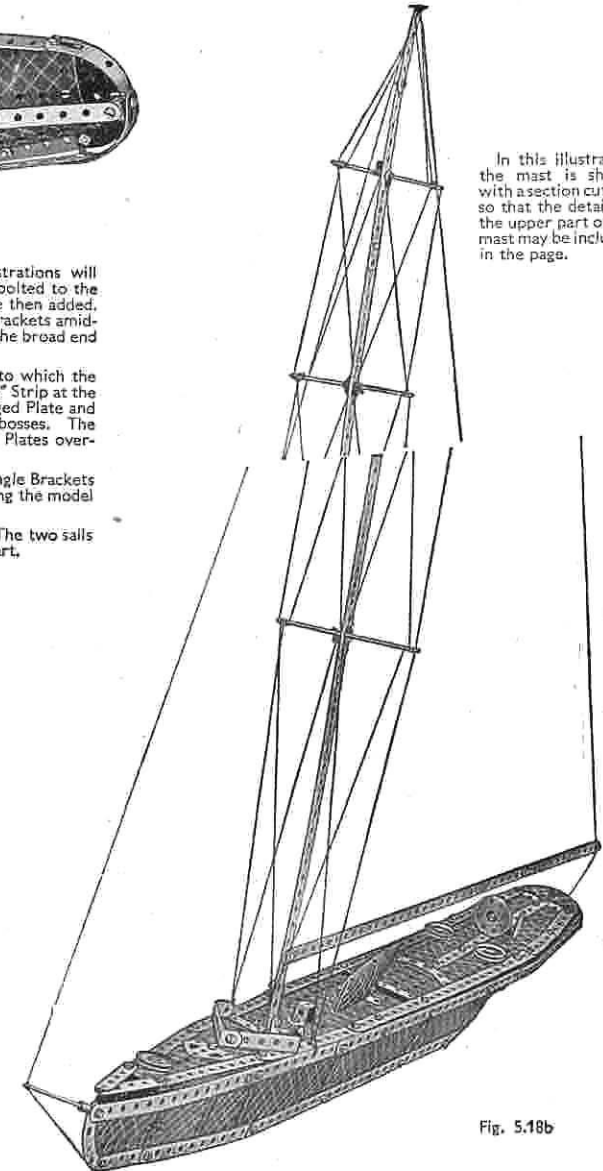 In this illustra
the mast is sh
with a section cut
so that the detai
the upper part o
mast may be inclu
in the page.
strations will
bolted to the
e then added.
rackets amid-
he broad end
to which the
" Strip at the
ged Plate and
bosses. The
Plates over-
ngle Brackets
ng the model
The two sails
art.
Fig. 5.18b